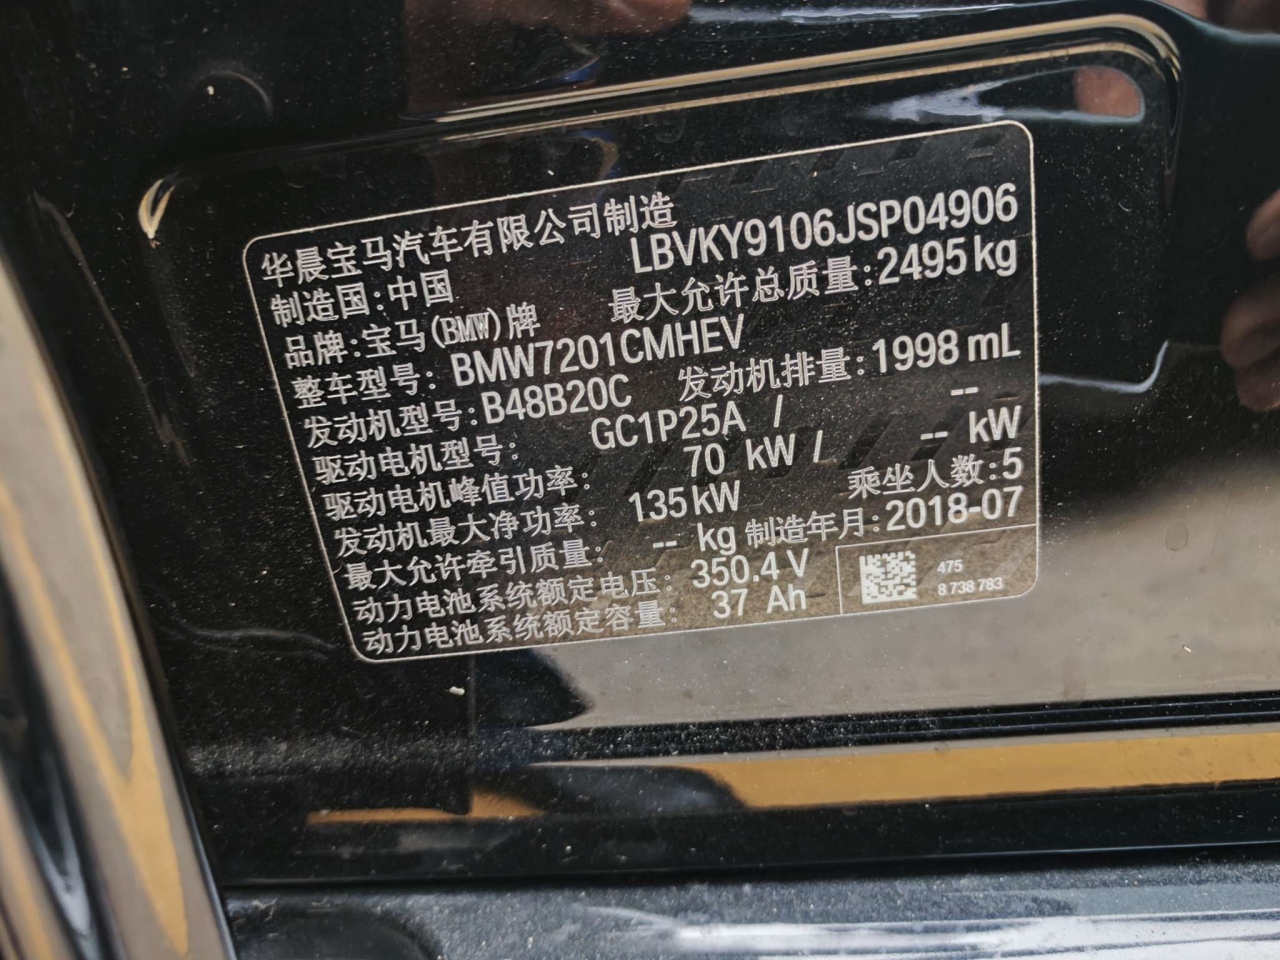 华晨宝马汽车有限公司制造
制造国:中国 LBVKY9106JSP04906
品牌:宝马(BMW)牌 最大允许总质量:2495kg
整车型号: BMW7201CMHEV
发动机型号:B48B20C 发动机排量:1998mL
驱动电机型号: GC1P25A / --
驱动电机峰值功率: 70 kW / -- kW
发动机最大净功率: 135kW 乘坐人数:5
最大允许牵引质量: -- kg 制造年月:2018-07
动力电池系统额定电压: 350.4 V
动力电池系统额定容量: 37 Ah
475
8 738 783